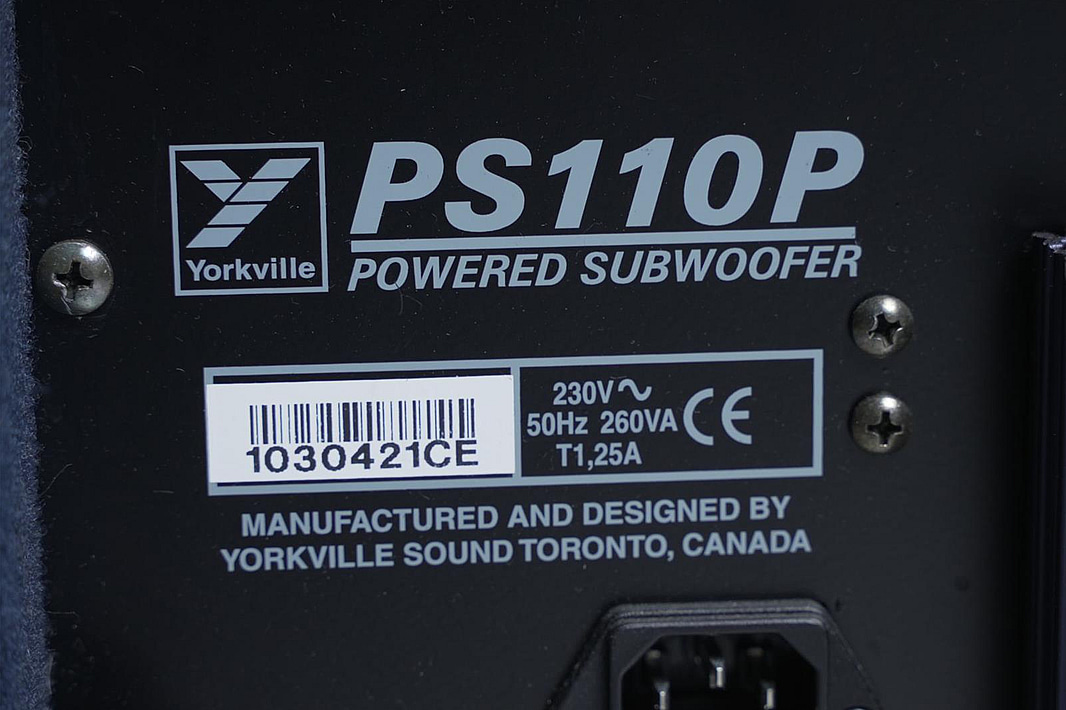 Yorkville
PS110P
POWERED SUBWOOFER
1030421CE
230V~
50Hz 260VA
T1,25A
CE
MANUFACTURED AND DESIGNED BY
YORKVILLE SOUND TORONTO, CANADA